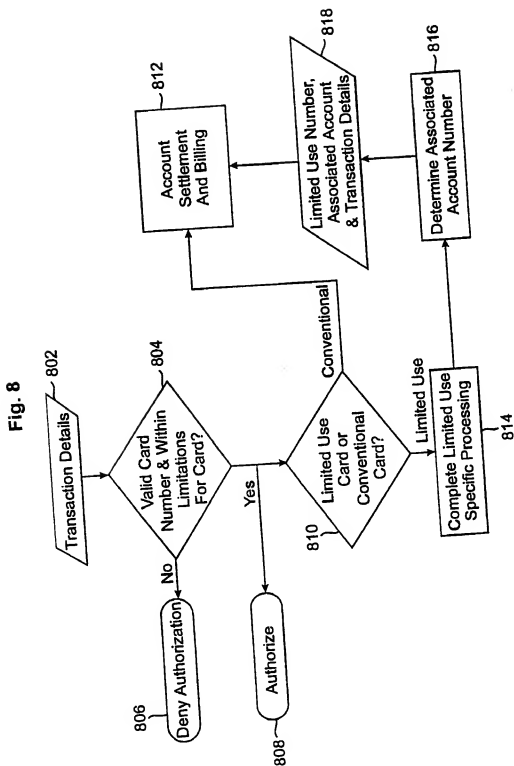 Fig. 8
Transaction Details
802
Valid Card
Number & Within
Limitations
For Card?
804
No
Deny Authorization
806
Yes
Authorize
808
Limited Use
Card or
Conventional
Card?
810
Conventional
Account
Settlement
And Billing
812
Limited Use
Complete Limited Use
Specific Processing
814
Determine Associated
Account Number
816
Limited Use Number,
Associated Account
& Transaction Details
818